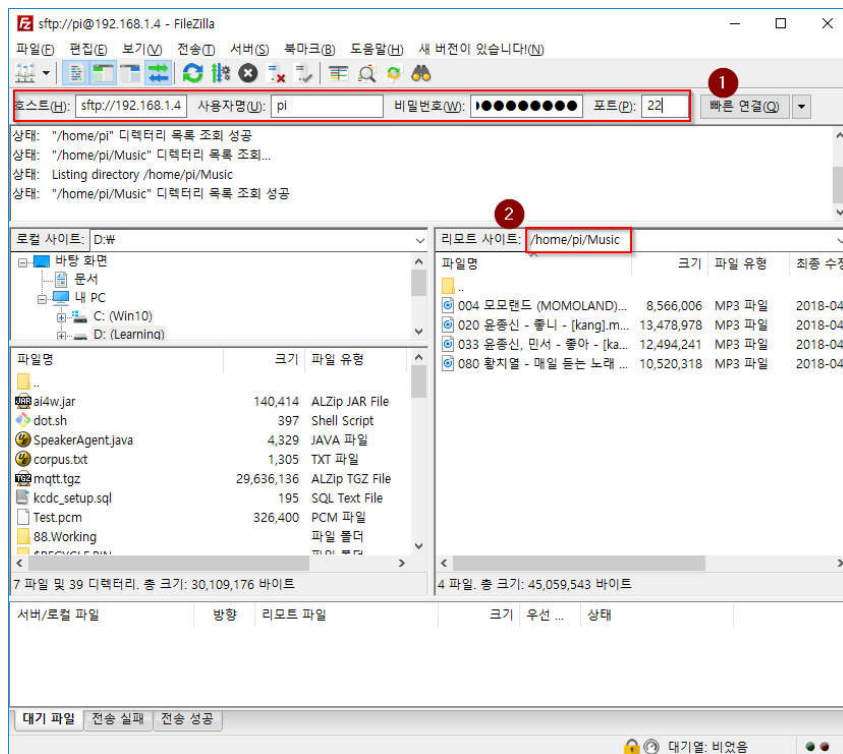 sftp://pi@192.168.1.4 - FileZilla
파일(F) 편집(E) 보기(V) 전송(T) 서버(S) 북마크(B) 도움말(H) 새 버전이 있습니다!(N)
1
호스트(H): sftp://192.168.1.4 사용자명(U): pi 비밀번호(W): ●●●●●●●●● 포트(P): 22 빠른 연결(Q)
상태: "/home/pi" 디렉터리 목록 조회 성공
상태: "/home/pi/Music" 디렉터리 목록 조회...
상태: Listing directory /home/pi/Music
상태: "/home/pi/Music" 디렉터리 목록 조회 성공
2
로컬 사이트: D:₩
바탕 화면
문서
내 PC
C: (Win10)
D: (Learning)
파일명 크기 파일 유형
..
ai4w.jar 140,414 ALZip JAR File
dot.sh 397 Shell Script
SpeakerAgent.java 4,329 JAVA 파일
corpus.txt 1,305 TXT 파일
mqtt.tgz 29,636,136 ALZip TGZ File
kcdc_setup.sql 195 SQL Text File
Test.pcm 326,400 PCM 파일
88.Working 파일 폴더
$RECYCLE.BIN 파일 폴더
7 파일 및 39 디렉터리. 총 크기: 30,109,176 바이트
리모트 사이트: /home/pi/Music
파일명 크기 파일 유형 최종 수정
..
004 모모랜드 (MOMOLAND)... 8,566,006 MP3 파일 2018-04
020 윤종신 - 좋니 - [kang].m... 13,478,978 MP3 파일 2018-04
033 윤종신, 민서 - 좋아 - [ka... 12,494,241 MP3 파일 2018-04
080 황치열 - 매일 듣는 노래 ... 10,520,318 MP3 파일 2018-04
4 파일. 총 크기: 45,059,543 바이트
서버/로컬 파일 방향 리모트 파일 크기 우선 ... 상태
대기 파일 전송 실패 전송 성공
대기열: 비었음